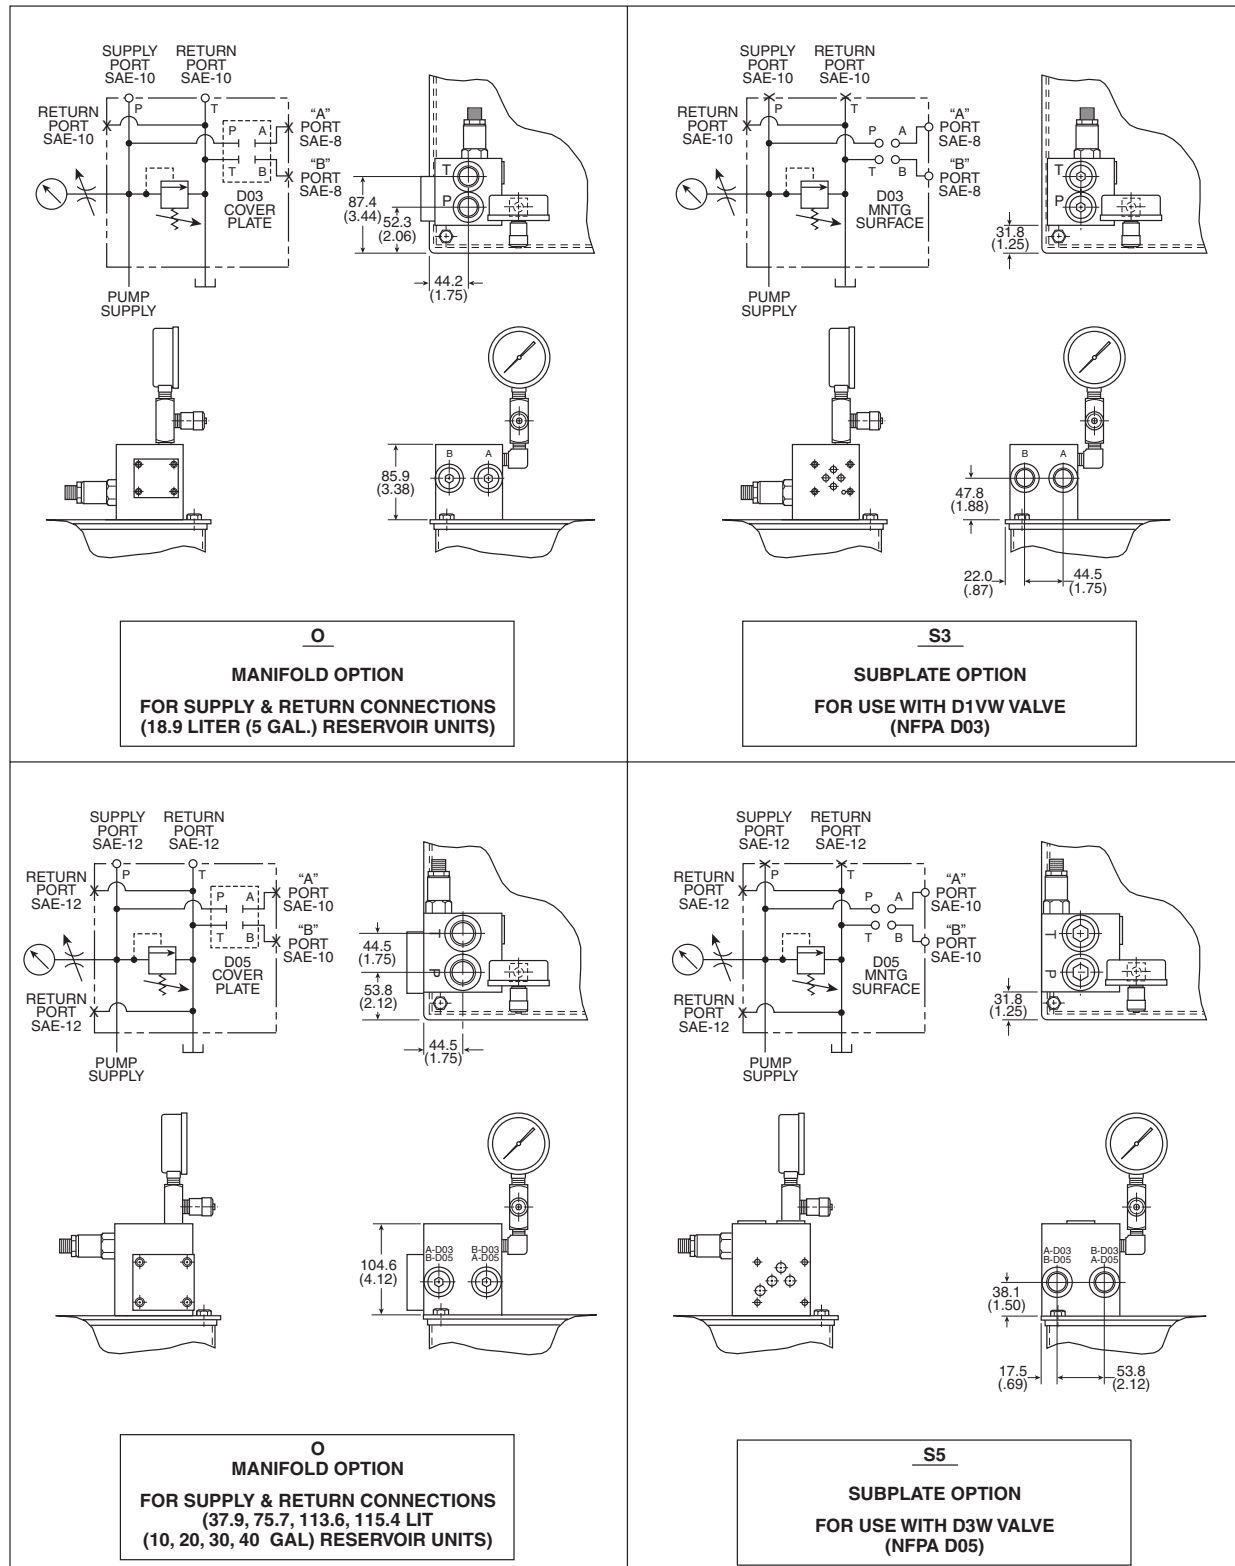 SUPPLY
PORT
SAE-10
RETURN
PORT
SAE-10
RETURN
PORT
SAE-10
P
T
P A
T B
"A"
PORT
SAE-8
"B"
PORT
SAE-8
D03
COVER
PLATE
PUMP
SUPPLY
T
P
87.4
(3.44)
52.3
(2.06)
44.2
(1.75)
B A
85.9
(3.38)
O
MANIFOLD OPTION
FOR SUPPLY & RETURN CONNECTIONS
(18.9 LITER (5 GAL.) RESERVOIR UNITS)
SUPPLY
PORT
SAE-10
RETURN
PORT
SAE-10
RETURN
PORT
SAE-10
P
T
P A
T B
"A"
PORT
SAE-8
"B"
PORT
SAE-8
D03
MNTG
SURFACE
PUMP
SUPPLY
T
P
31.8
(1.25)
B A
47.8
(1.88)
22.0
(.87)
44.5
(1.75)
S3
SUBPLATE OPTION
FOR USE WITH D1VW VALVE
(NFPA D03)
SUPPLY
PORT
SAE-12
RETURN
PORT
SAE-12
RETURN
PORT
SAE-12
P
T
P A
T B
"A"
PORT
SAE-10
"B"
PORT
SAE-10
D05
COVER
PLATE
RETURN
PORT
SAE-12
PUMP
SUPPLY
T
P
44.5
(1.75)
53.8
(2.12)
44.5
(1.75)
A-D03 B-D03
B-D05 A-D05
104.6
(4.12)
O
MANIFOLD OPTION
FOR SUPPLY & RETURN CONNECTIONS
(37.9, 75.7, 113.6, 115.4 LIT
(10, 20, 30, 40 GAL) RESERVOIR UNITS)
SUPPLY
PORT
SAE-12
RETURN
PORT
SAE-12
RETURN
PORT
SAE-12
P
T
P A
T B
"A"
PORT
SAE-10
"B"
PORT
SAE-10
D05
MNTG
SURFACE
RETURN
PORT
SAE-12
PUMP
SUPPLY
T
P
31.8
(1.25)
A-D03 B-D03
B-D05 A-D05
38.1
(1.50)
17.5
(.69)
53.8
(2.12)
S5
SUBPLATE OPTION
FOR USE WITH D3W VALVE
(NFPA D05)